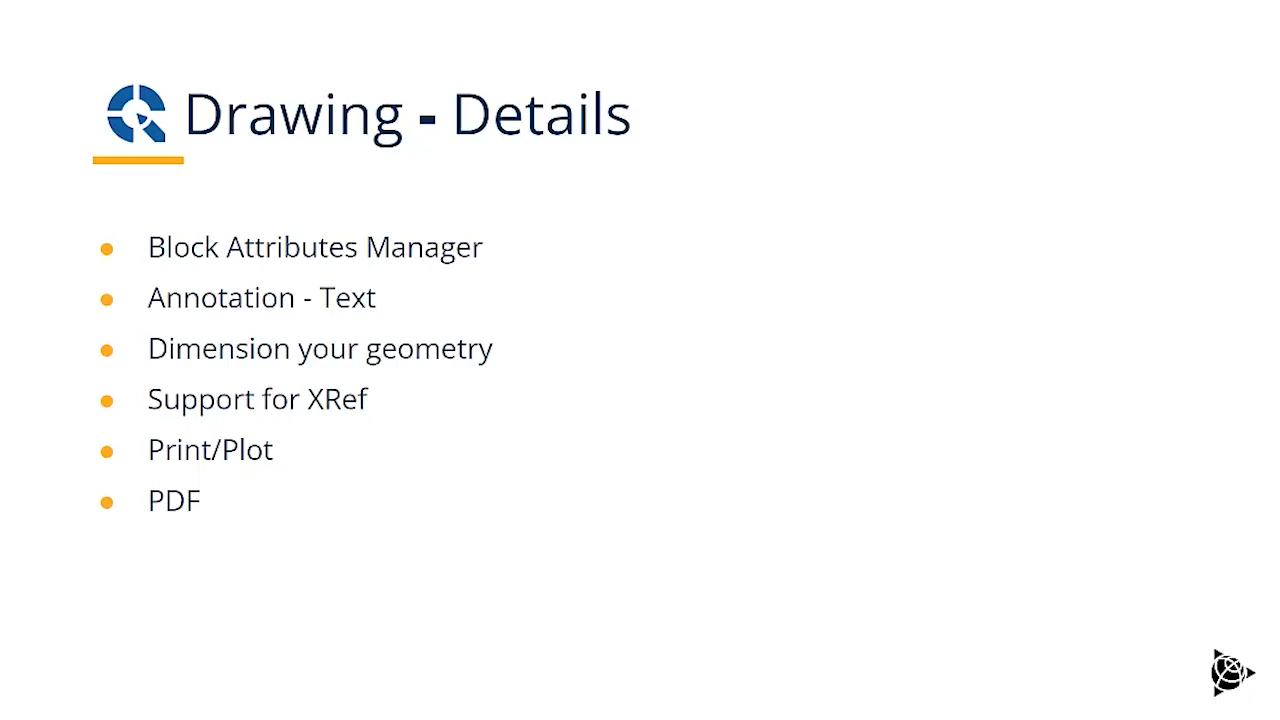 Drawing - Details
Block Attributes Manager
Annotation - Text
Dimension your geometry
Support for XRef
Print/Plot
PDF